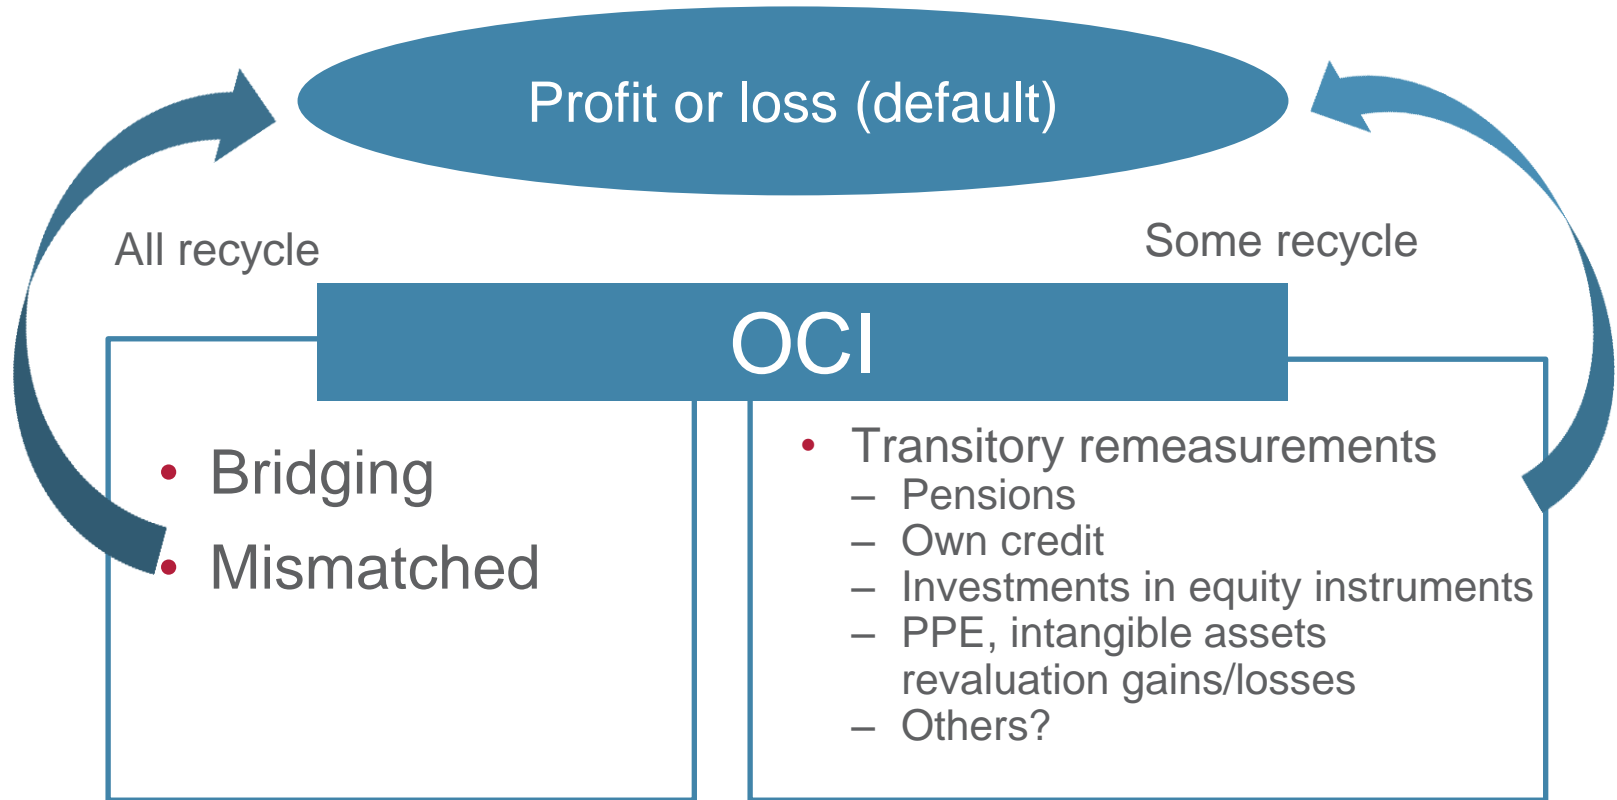 Profit or loss (default)
All recycle
Some recycle
OCI
• Bridging
• Mismatched
• Transitory remeasurements
– Pensions
– Own credit
– Investments in equity instruments
– PPE, intangible assets
revaluation gains/losses
– Others?